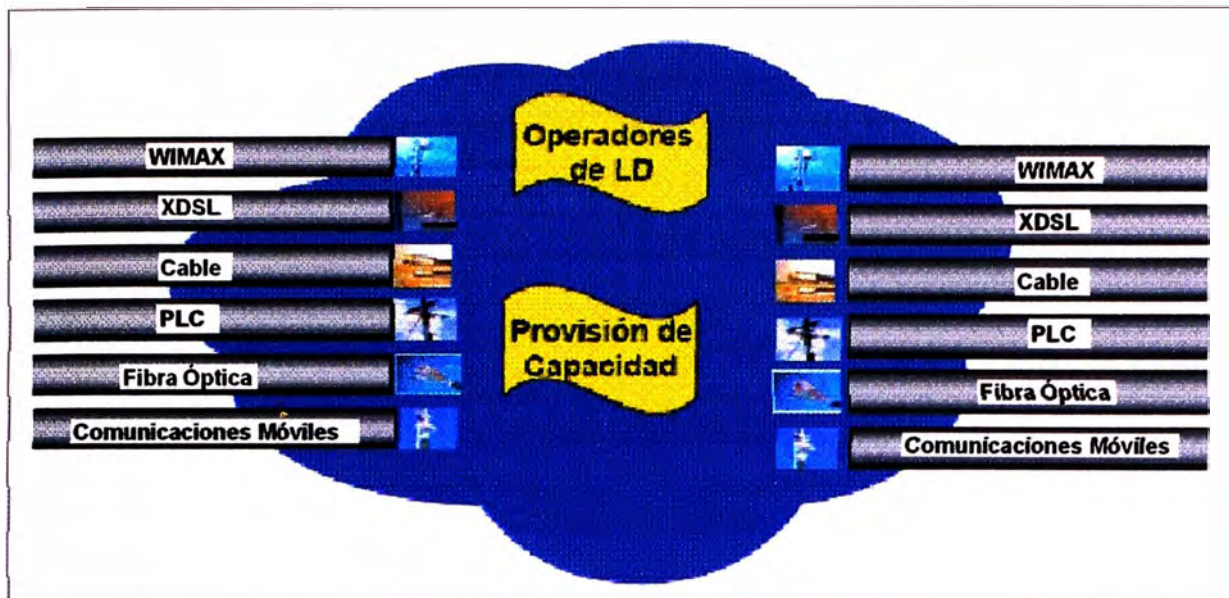 Operadores
de LD
WIMAX
XDSL
Cable
PLC
Fibra Óptica
Comunicaciones Móviles
Provisión de
Capacidad
WIMAX
XDSL
Cable
PLC
Fibra Óptica
Comunicaciones Móviles